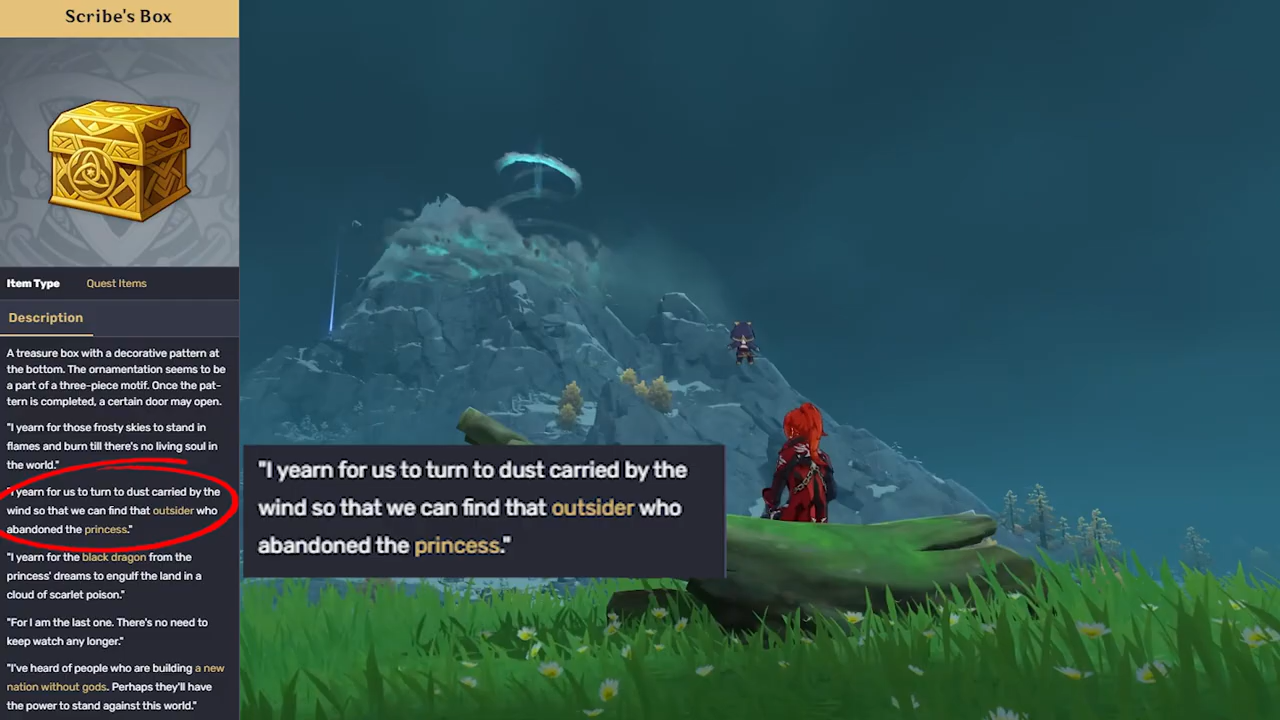 Scribe's Box
Item Type Quest Items
Description
A treasure box with a decorative pattern at
the bottom. The ornamentation seems to be
a part of a three-piece motif. Once the pat-
tern is completed, a certain door may open.
"I yearn for those frosty skies to stand in
flames and burn till there's no living soul in
the world."
"I yearn for us to turn to dust carried by the
wind so that we can find that outsider who
abandoned the princess."
"I yearn for the black dragon from the
princess' dreams to engulf the land in a
cloud of scarlet poison."
"For I am the last one. There's no need to
keep watch any longer."
"I've heard of people who are building a new
nation without gods. Perhaps they'll have
the power to stand against this world."
"I yearn for us to turn to dust carried by the
wind so that we can find that outsider who
abandoned the princess."